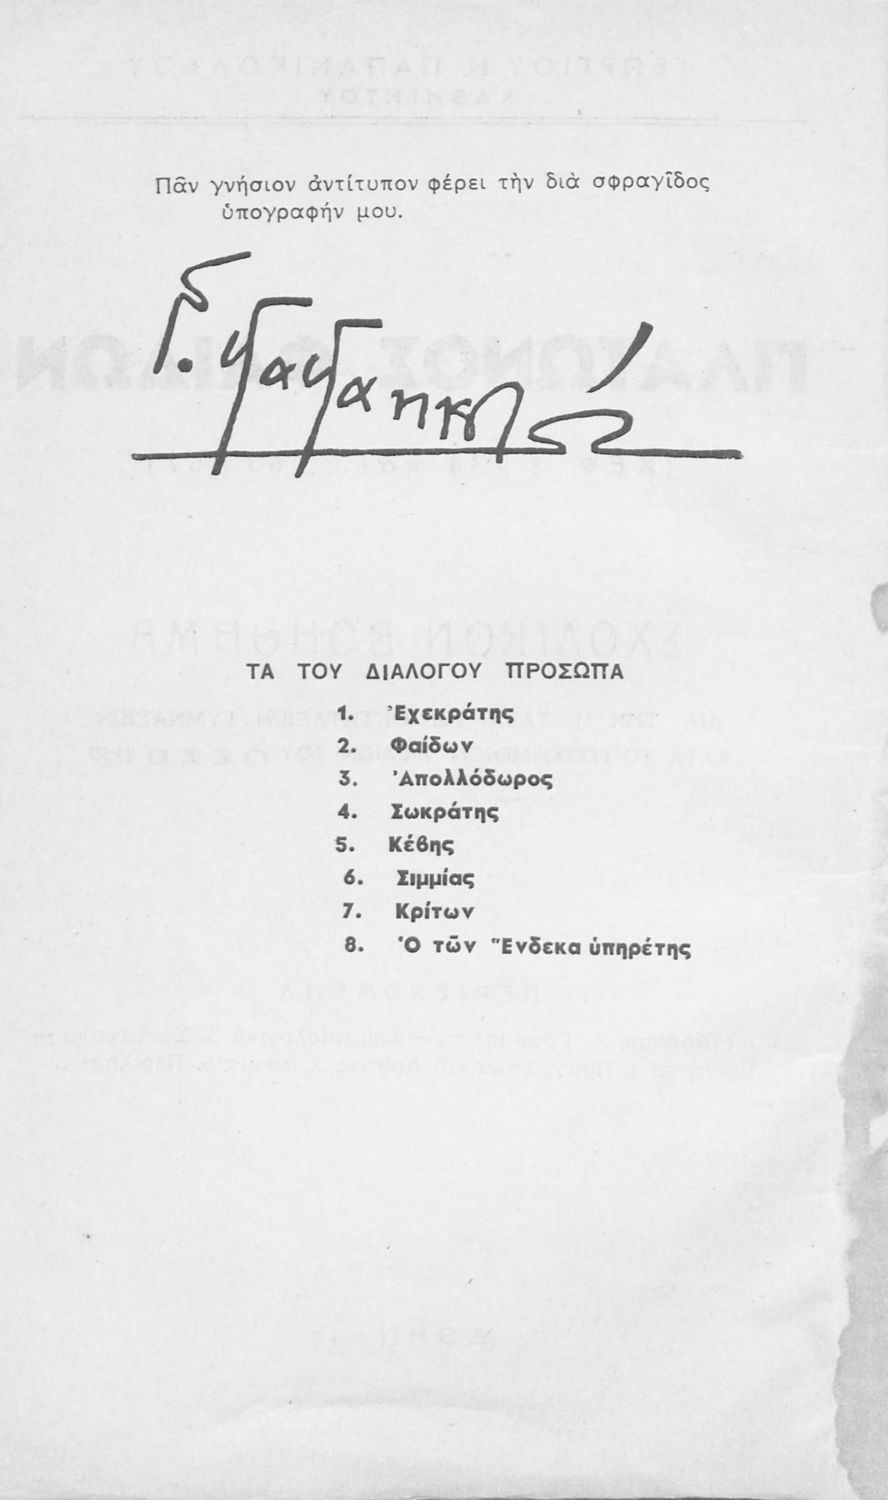 Πᾶν γνήσιον ἀντίτυπον φέρει τὴν διὰ σφραγῖδος
ὑπογραφήν μου.
ΤΑ ΤΟΥ ΔΙΑΛΟΓΟΥ ΠΡΟΣΩΠΑ
1. Ἐχεκράτης
2. Φαίδων
3. Ἀπολλόδωρος
4. Σωκράτης
5. Κέβης
6. Σιμμίας
7. Κρίτων
8. Ὁ τῶν Ἕνδεκα ὑπηρέτης